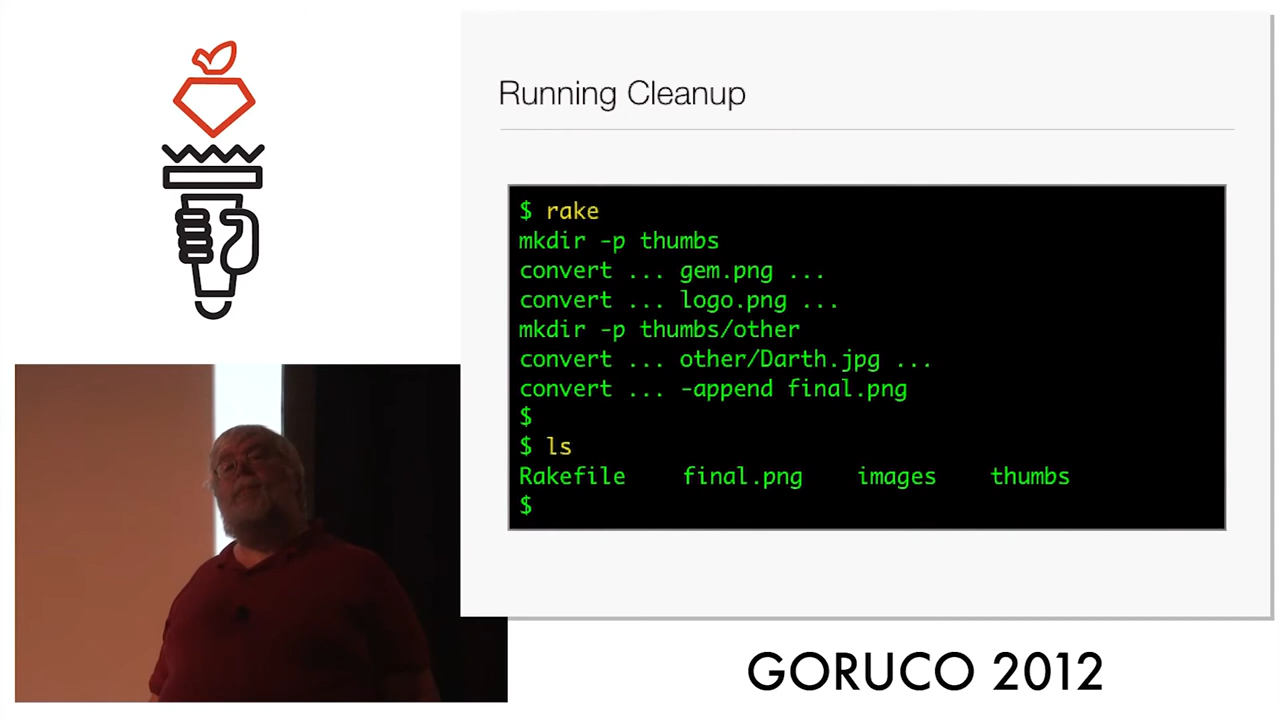 Running Cleanup
$ rake
mkdir -p thumbs
convert ... gem.png ...
convert ... logo.png ...
mkdir -p thumbs/other
convert ... other/Darth.jpg ...
convert ... -append final.png
$
$ ls
Rakefile final.png images thumbs
$
GORUCO 2012